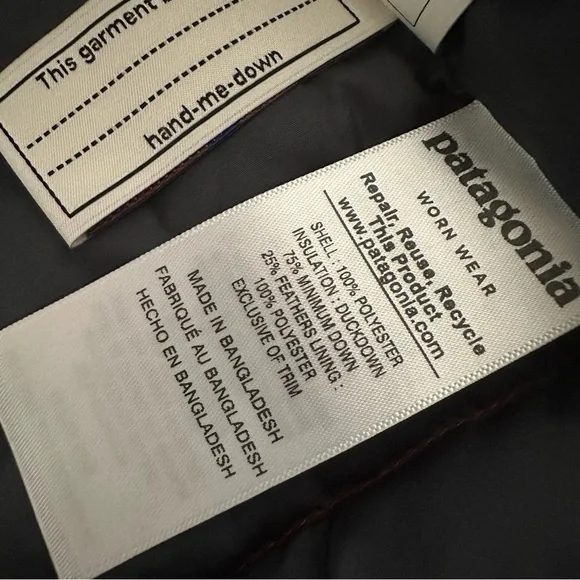 This garment
hand-me-down
patagonia
WORN WEAR
Repair, Reuse, Recycle
This Product
www.patagonia.com
SHELL : 100% POLYESTER
INSULATION : DUCKDOWN
75% MINIMUM DOWN
25% FEATHERS LINING :
100% POLYESTER
EXCLUSIVE OF TRIM
MADE IN BANGLADESH
FABRIQUÉ AU BANGLADESH
HECHO EN BANGLADESH